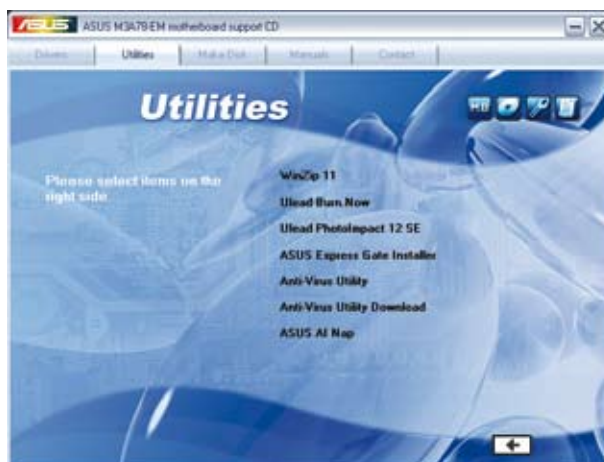 ASUS ASUS M3A79-EM motherboard support CD
Drivers Utilities Make Disk Manuals Contact
Utilities
Please select items on the
right side.
WinZip 11
Ulead Burn.Now
Ulead PhotoImpact 12 SE
ASUS Express Gate Installer
Anti-Virus Utility
Anti-Virus Utility Download
ASUS AI Nap